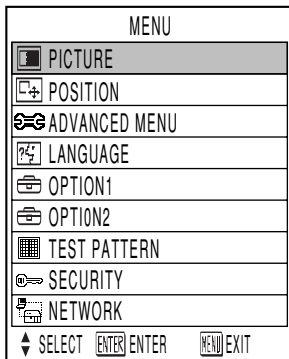 MENU
PICTURE
POSITION
ADVANCED MENU
LANGUAGE
OPTION1
OPTION2
TEST PATTERN
SECURITY
NETWORK
SELECT ENTER ENTER MENU EXIT